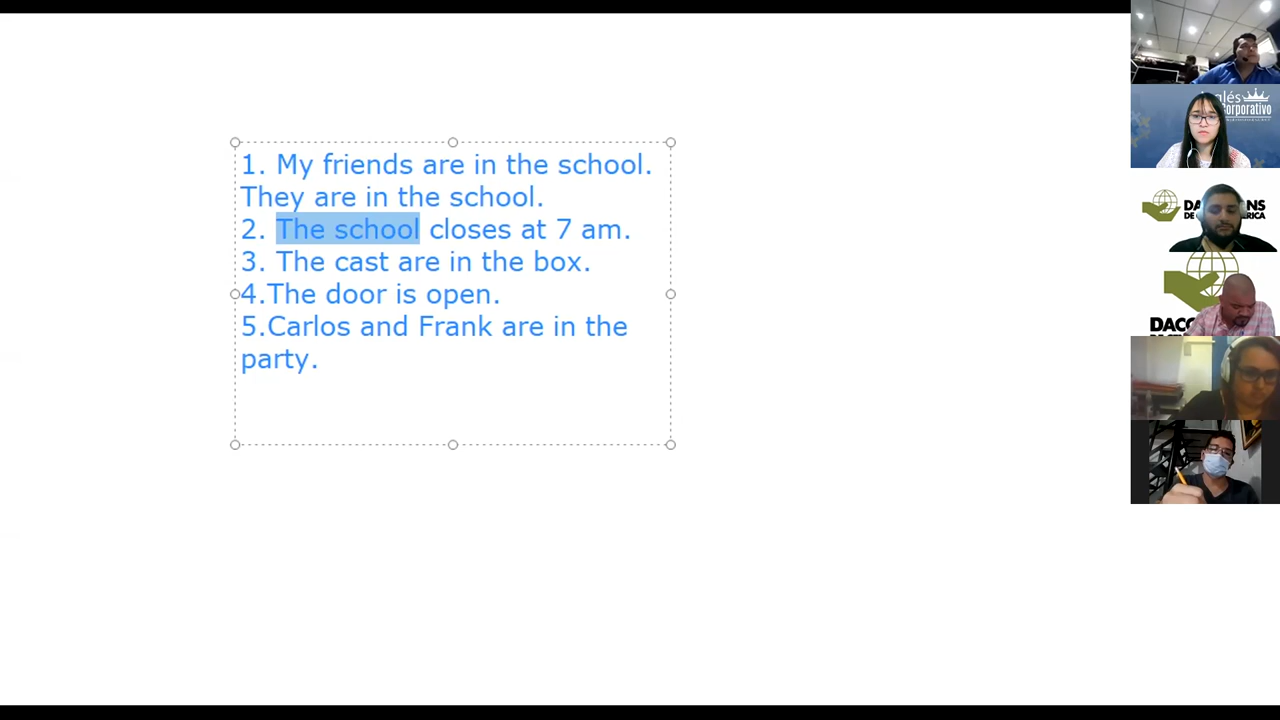 1. My friends are in the school.
They are in the school.
2. The school closes at 7 am.
3. The cast are in the box.
4.The door is open.
5.Carlos and Frank are in the
party.
Inglés
Corporativo